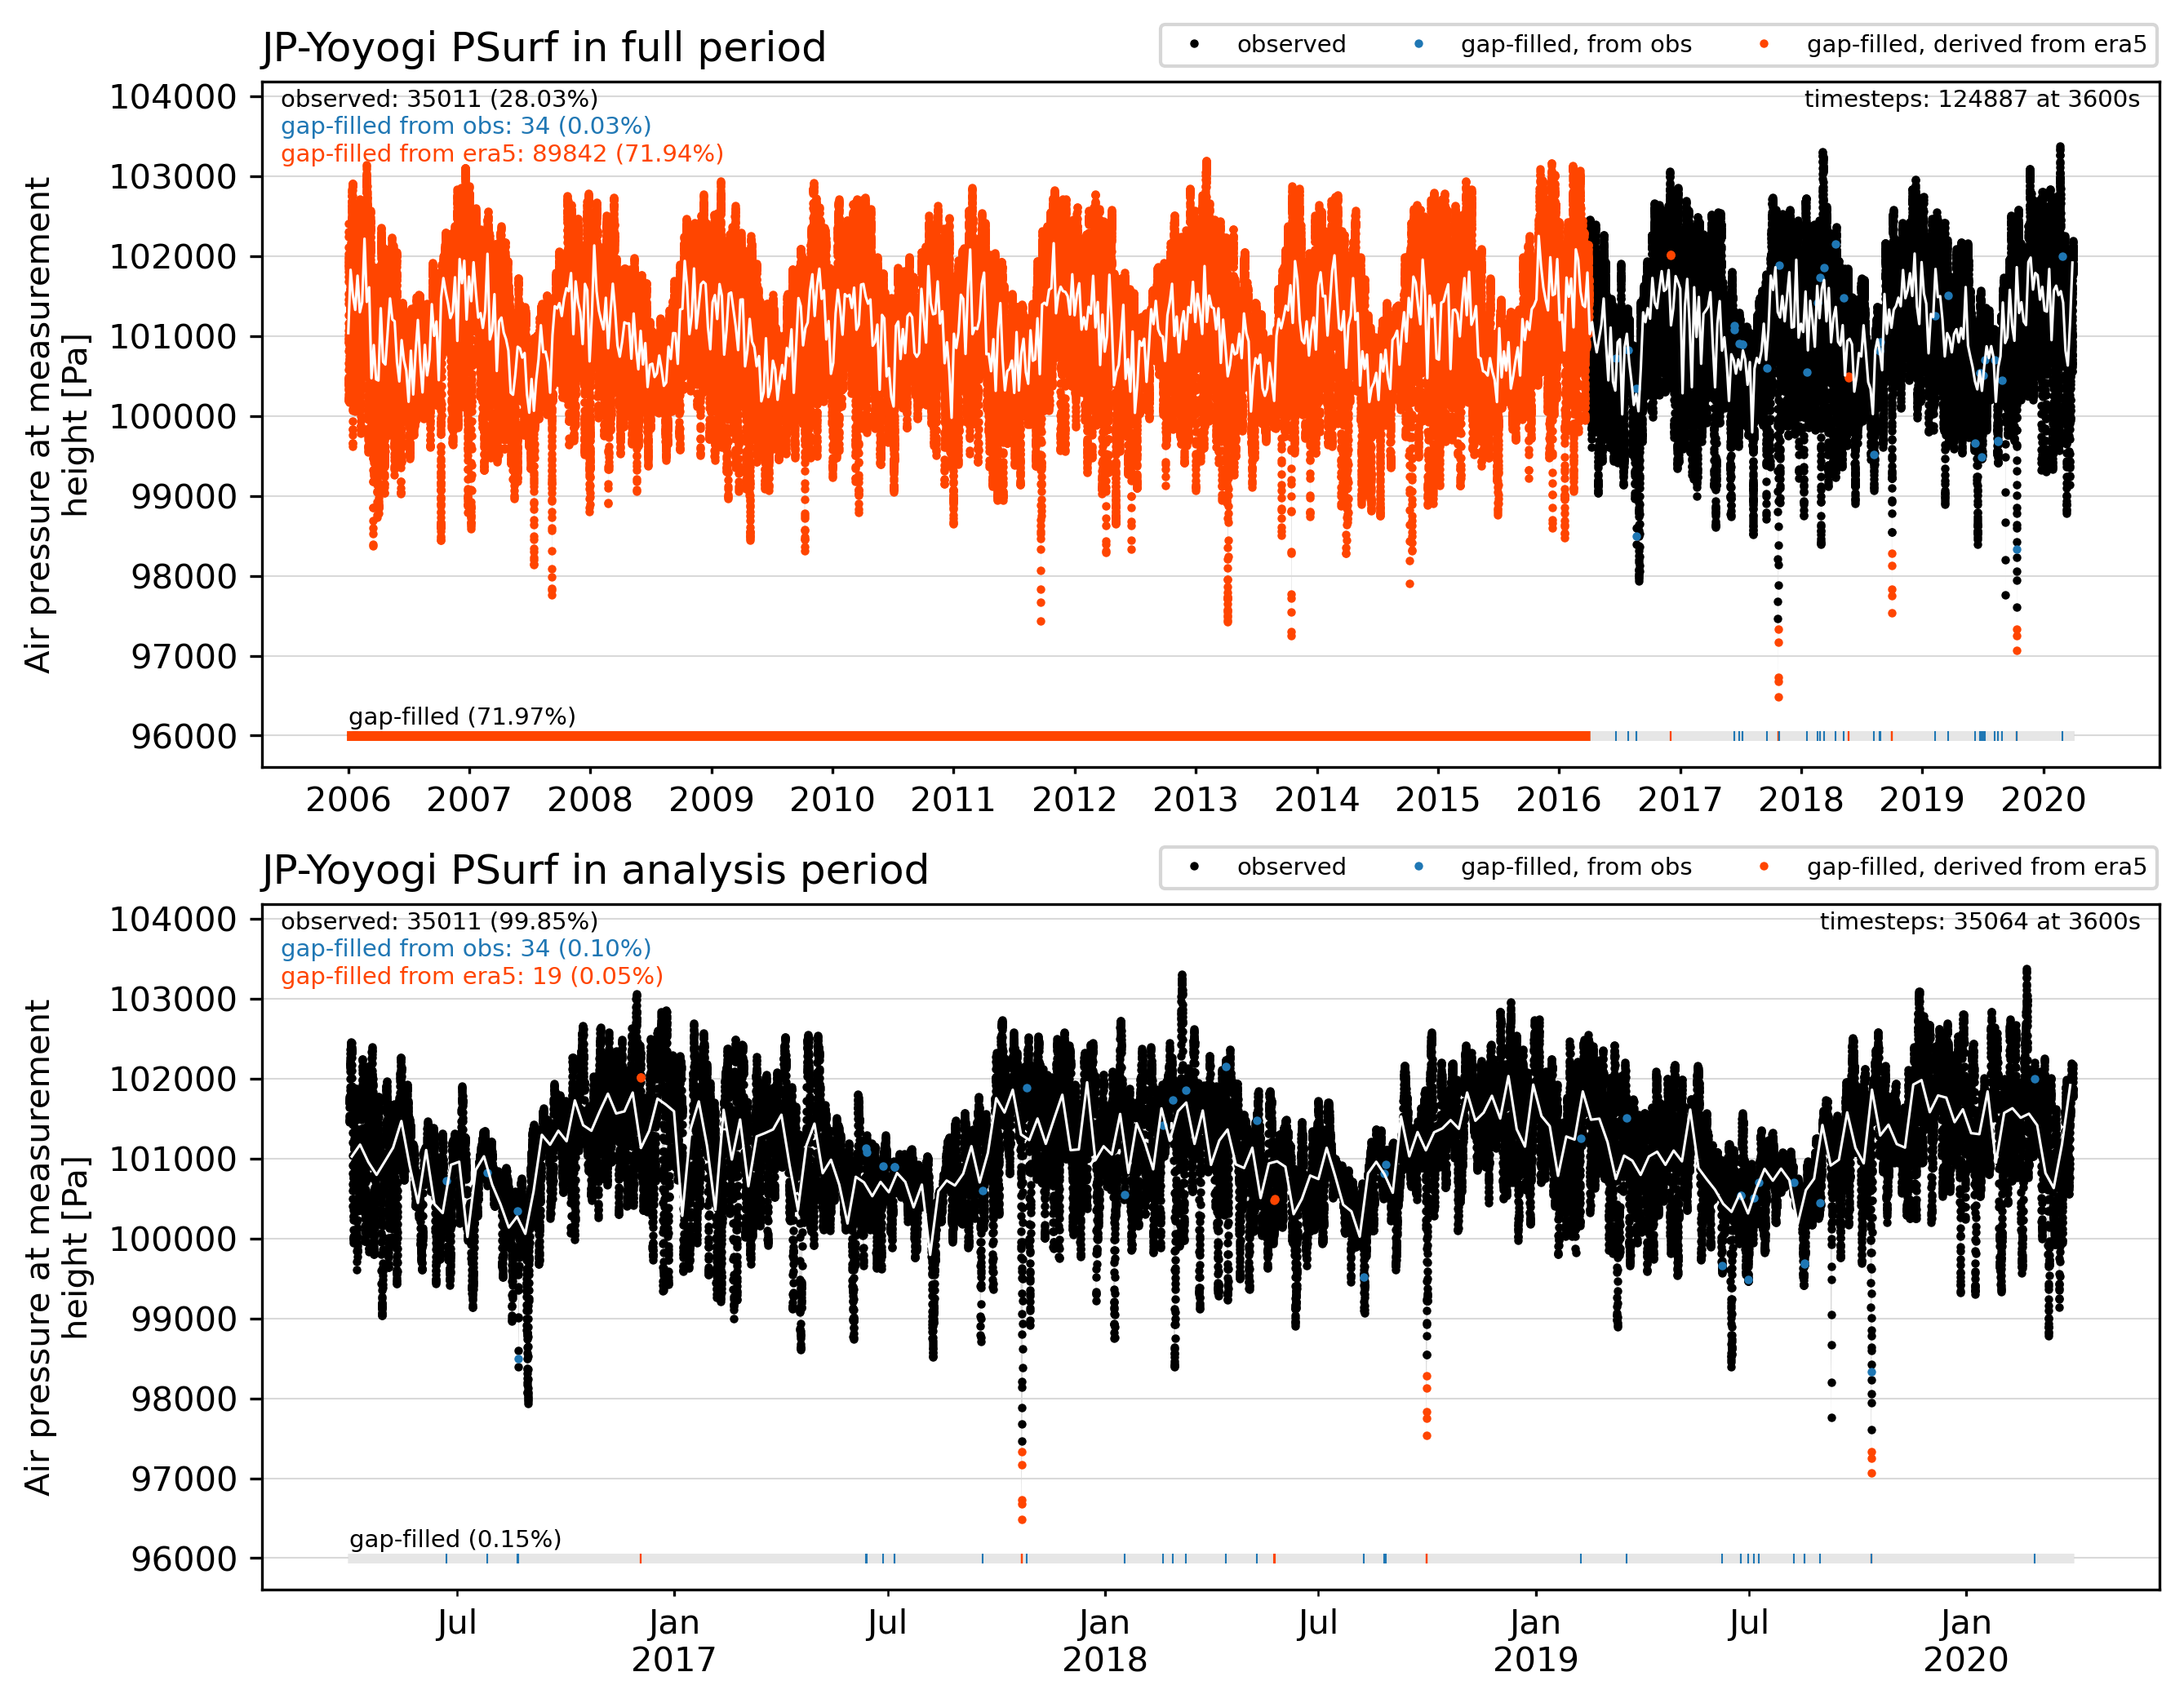 JP-Yoyogi PSurf in full period
observed
gap-filled, from obs
gap-filled, derived from era5
observed: 35011 (28.03%)
timesteps: 124887 at 3600s
gap-filled from obs: 34 (0.03%)
gap-filled from era5: 89842 (71.94%)
Air pressure at measurement
height [Pa]
104000
103000
102000
101000
100000
99000
98000
97000
96000
gap-filled (71.97%)
2006
2007
2008
2009
2010
2011
2012
2013
2014
2015
2016
2017
2018
2019
2020
JP-Yoyogi PSurf in analysis period
observed
gap-filled, from obs
gap-filled, derived from era5
observed: 35011 (99.85%)
timesteps: 35064 at 3600s
gap-filled from obs: 34 (0.10%)
gap-filled from era5: 19 (0.05%)
Air pressure at measurement
height [Pa]
104000
103000
102000
101000
100000
99000
98000
97000
96000
gap-filled (0.15%)
Jul
Jan
2017
Jul
Jan
2018
Jul
Jan
2019
Jul
Jan
2020